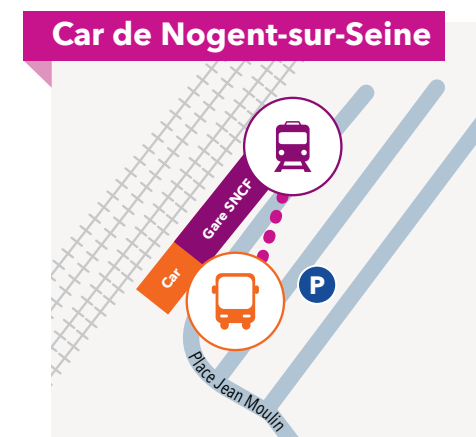 Car de Nogent-sur-Seine
Gare SNCF
Car
P
Place Jean Moulin